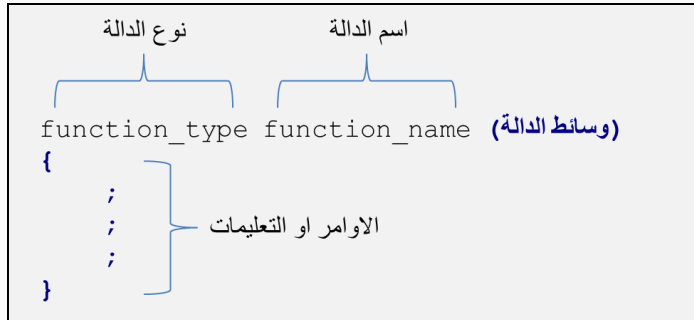 نوع الدالة اسم الدالة
function_type function_name (وسائط الدالة)
{
;
; الاوامر او التعليمات
;
}